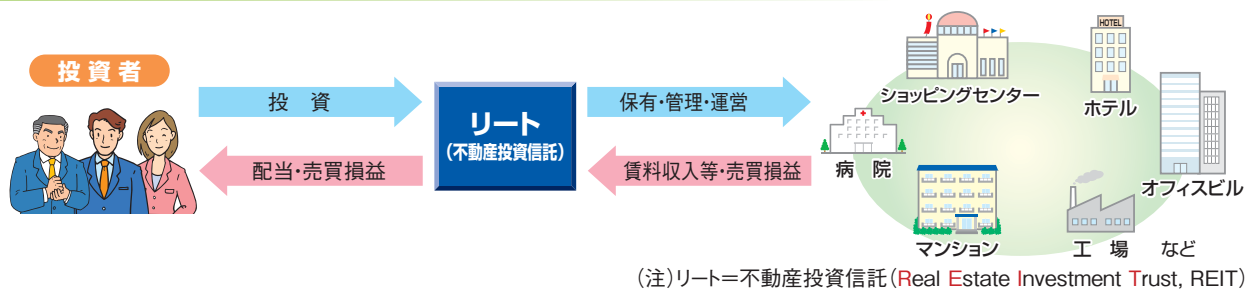 投資者
投　資
配当・売買損益
リート
（不動産投資信託）
保有・管理・運営
賃料収入等・売買損益
ショッピングセンター
HOTEL
ホテル
病　院
オフィスビル
マンション
工　場　など
（注）リート＝不動産投資信託（Real Estate Investment Trust, REIT）